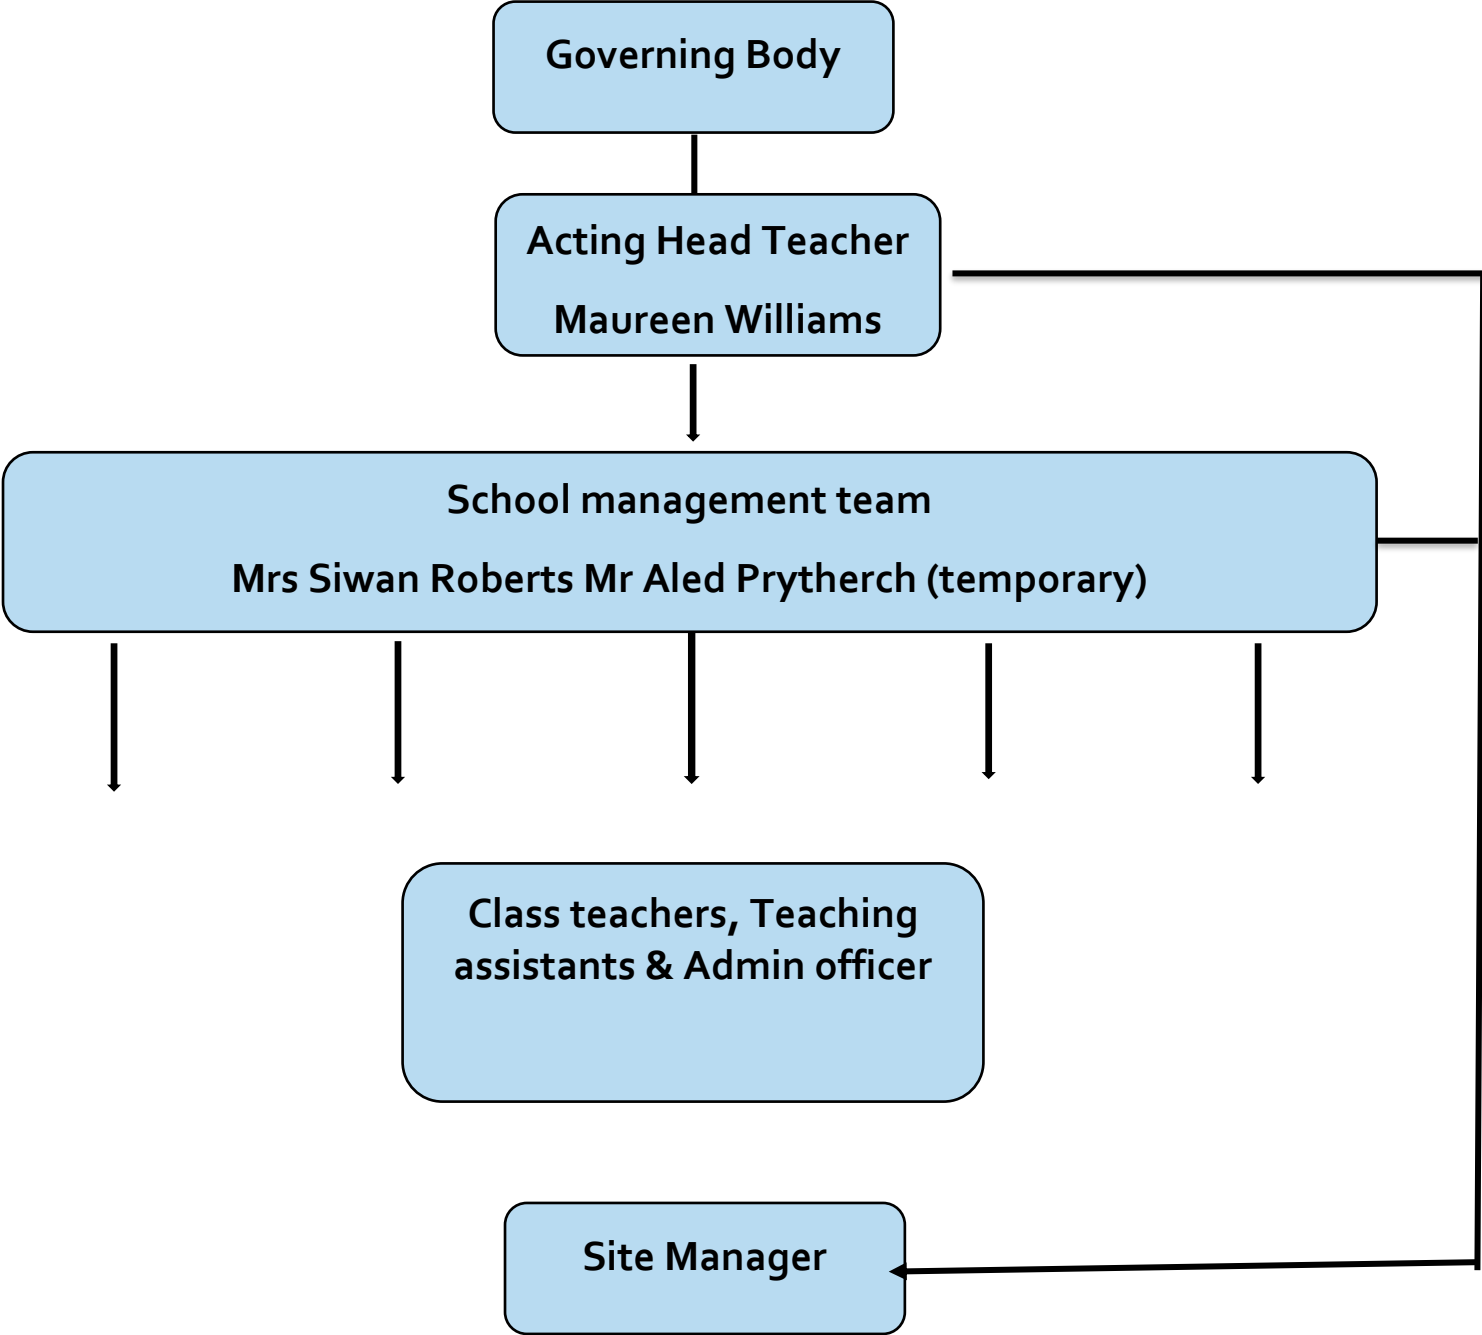 Governing Body
Acting Head Teacher
Maureen Williams
School management team
Mrs Siwan Roberts Mr Aled Prytherch (temporary)
Class teachers, Teaching
assistants & Admin officer
Site Manager